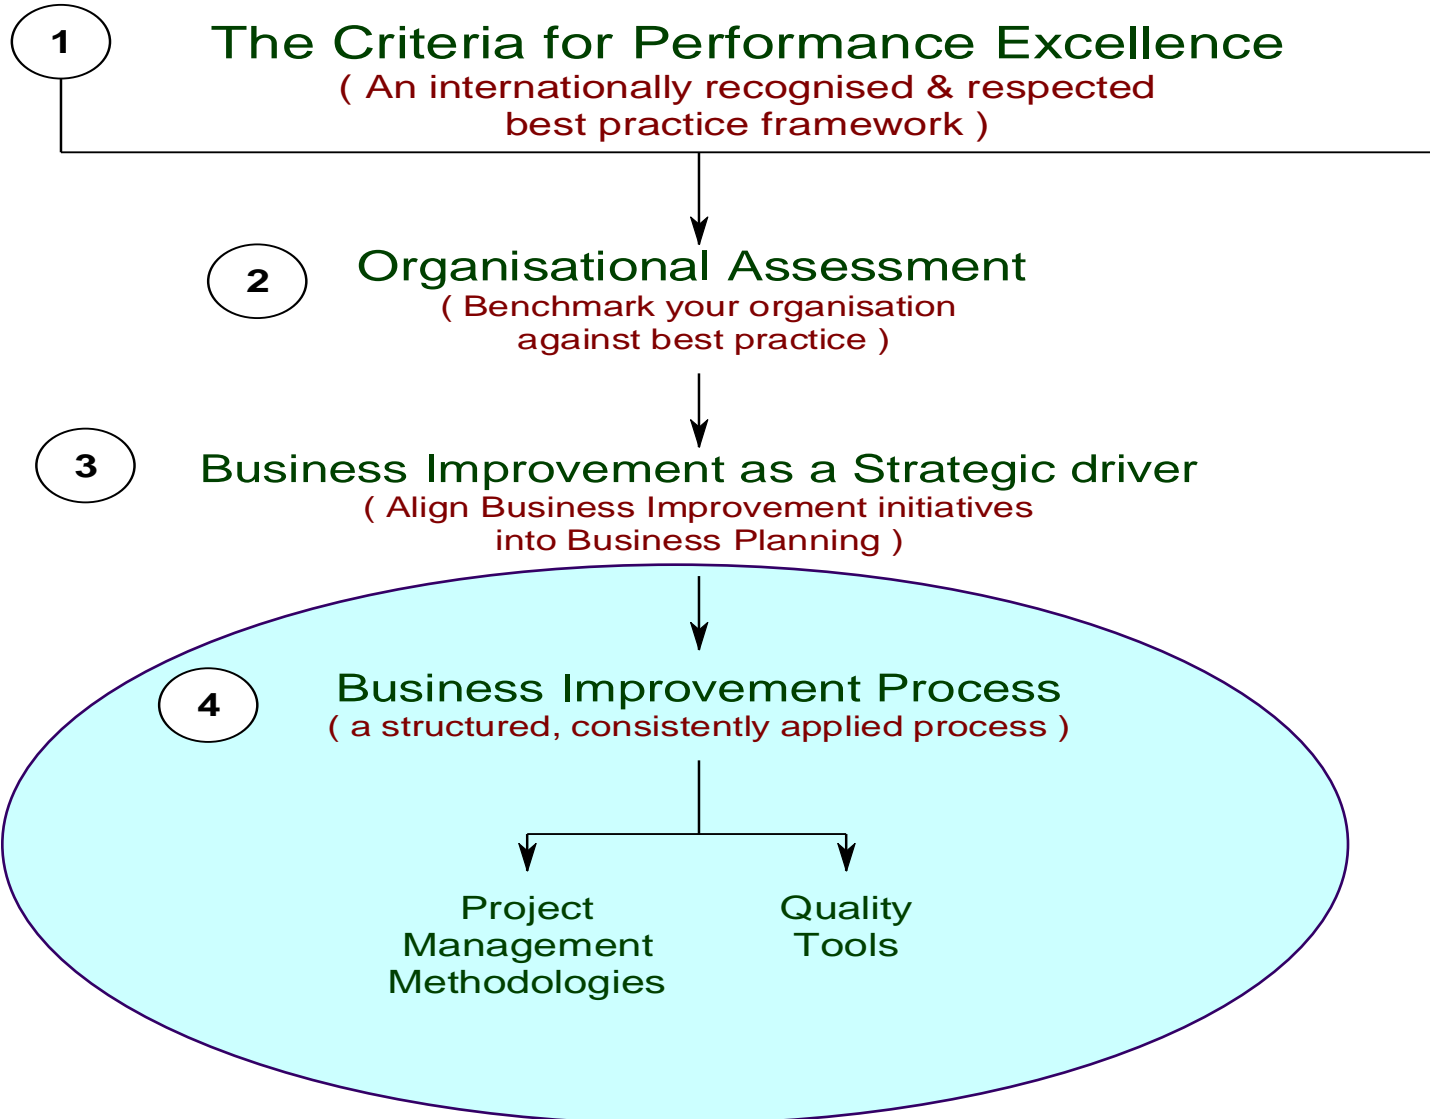 1
The Criteria for Performance Excellence
( An internationally recognised & respected
best practice framework )
2
Organisational Assessment
( Benchmark your organisation
against best practice )
3
Business Improvement as a Strategic driver
( Align Business Improvement initiatives
into Business Planning )
4
Business Improvement Process
( a structured, consistently applied process )
Project
Management
Methodologies
Quality
Tools